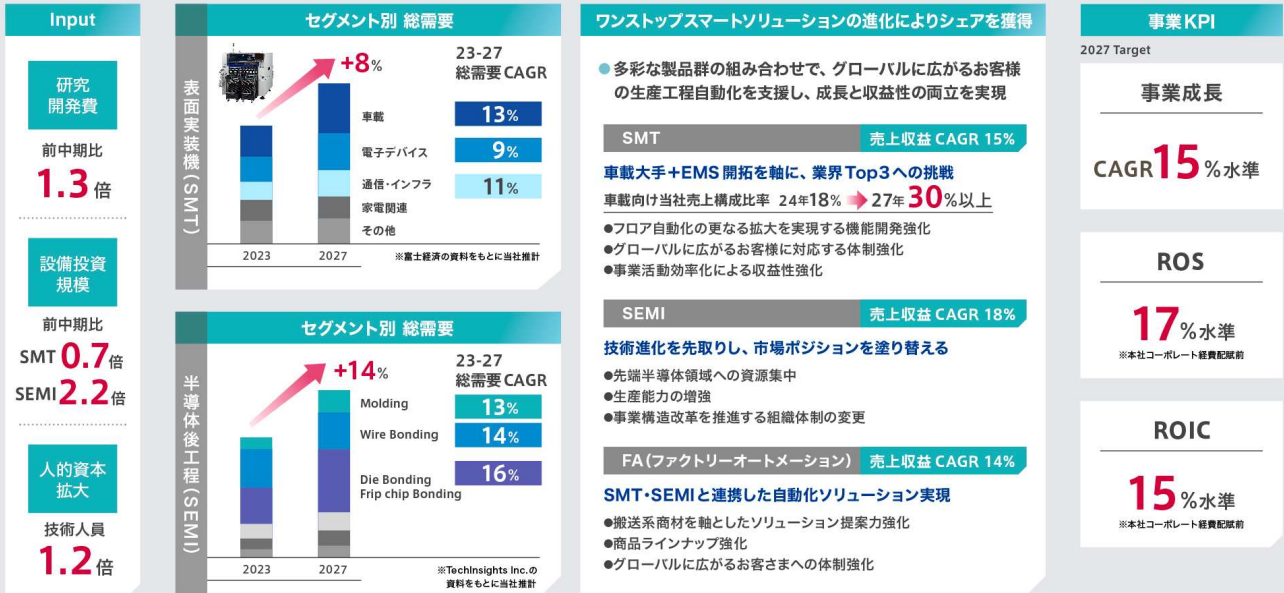 Input
研究
開発費
前中期比
1.3倍
設備投資
規模
前中期比
SMT 0.7倍
SEMI 2.2倍
人的資本
拡大
技術人員
1.2倍
表面実装機(SMT)
セグメント別 総需要
+8%
23-27
総需要CAGR
車載
13%
電子デバイス
9%
通信・インフラ
11%
家電関連
その他
2023
2027
※富士経済の資料をもとに当社推計
半導体後工程(SEMI)
セグメント別 総需要
+14%
23-27
総需要CAGR
Molding
13%
Wire Bonding
14%
Die Bonding
Frip chip Bonding
16%
2023
2027
※TechInsights Inc.の
資料をもとに当社推計
ワンストップスマートソリューションの進化によりシェアを獲得
●多彩な製品群の組み合わせで、グローバルに広がるお客様
の生産工程自動化を支援し、成長と収益性の両立を実現
SMT
売上収益 CAGR 15%
車載大手+EMS開拓を軸に、業界Top3への挑戦
車載向け当社売上構成比率 24年18% 27年30%以上
●フロア自動化の更なる拡大を実現する機能開発強化
●グローバルに広がるお客様に対応する体制強化
●事業活動効率化による収益性強化
SEMI
売上収益 CAGR 18%
技術進化を先取りし、市場ポジションを塗り替える
●先端半導体領域への資源集中
●生産能力の増強
●事業構造改革を推進する組織体制の変更
FA(ファクトリーオートメーション)
売上収益 CAGR 14%
SMT・SEMIと連携した自動化ソリューション実現
●搬送系商材を軸としたソリューション提案力強化
●商品ラインナップ強化
●グローバルに広がるお客さまへの体制強化
事業KPI
2027 Target
事業成長
CAGR15%水準
ROS
17%水準
※本社コーポレート経費配賦前
ROIC
15%水準
※本社コーポレート経費配賦前